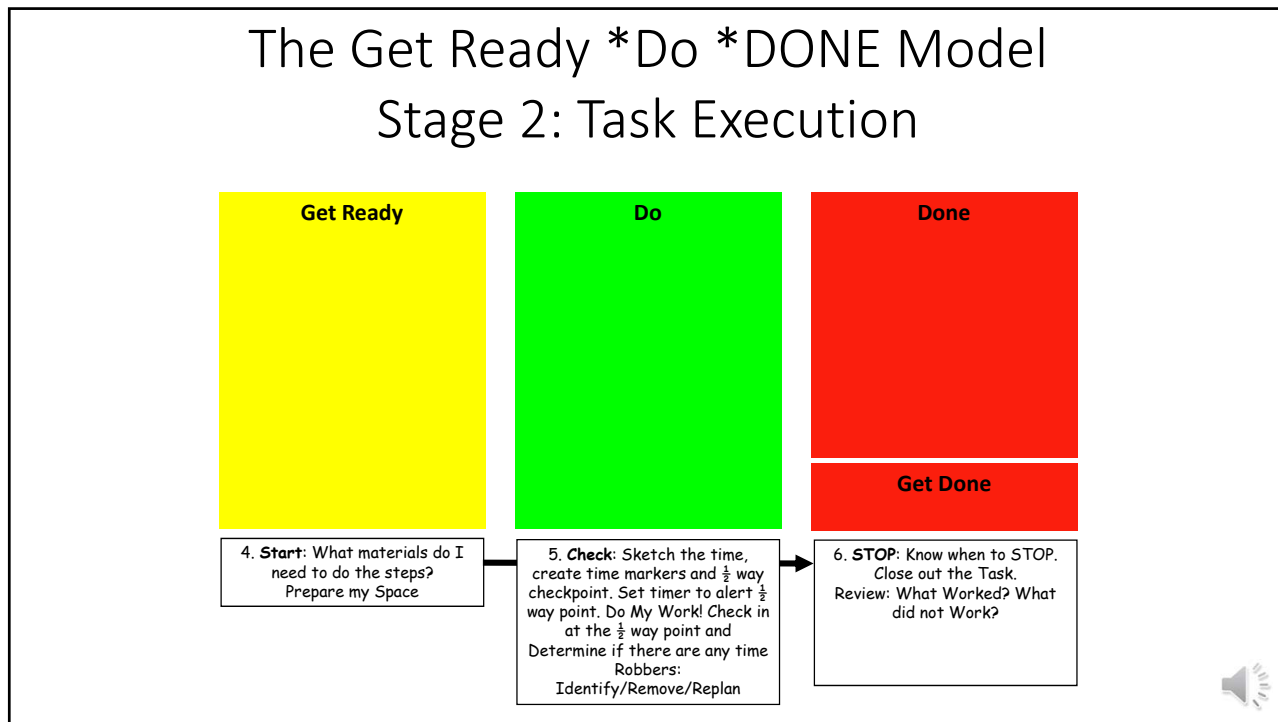 The Get Ready *Do *DONE Model
Stage 2: Task Execution
Get Ready
Do
Done
Get Done
4. Start: What materials do I
need to do the steps?
Prepare my Space
5. Check: Sketch the time,
create time markers and ½ way
checkpoint. Set timer to alert ½
way point. Do My Work! Check in
at the ½ way point and
Determine if there are any time
Robbers:
Identify/Remove/Replan
6. STOP: Know when to STOP.
Close out the Task.
Review: What Worked? What
did not Work?